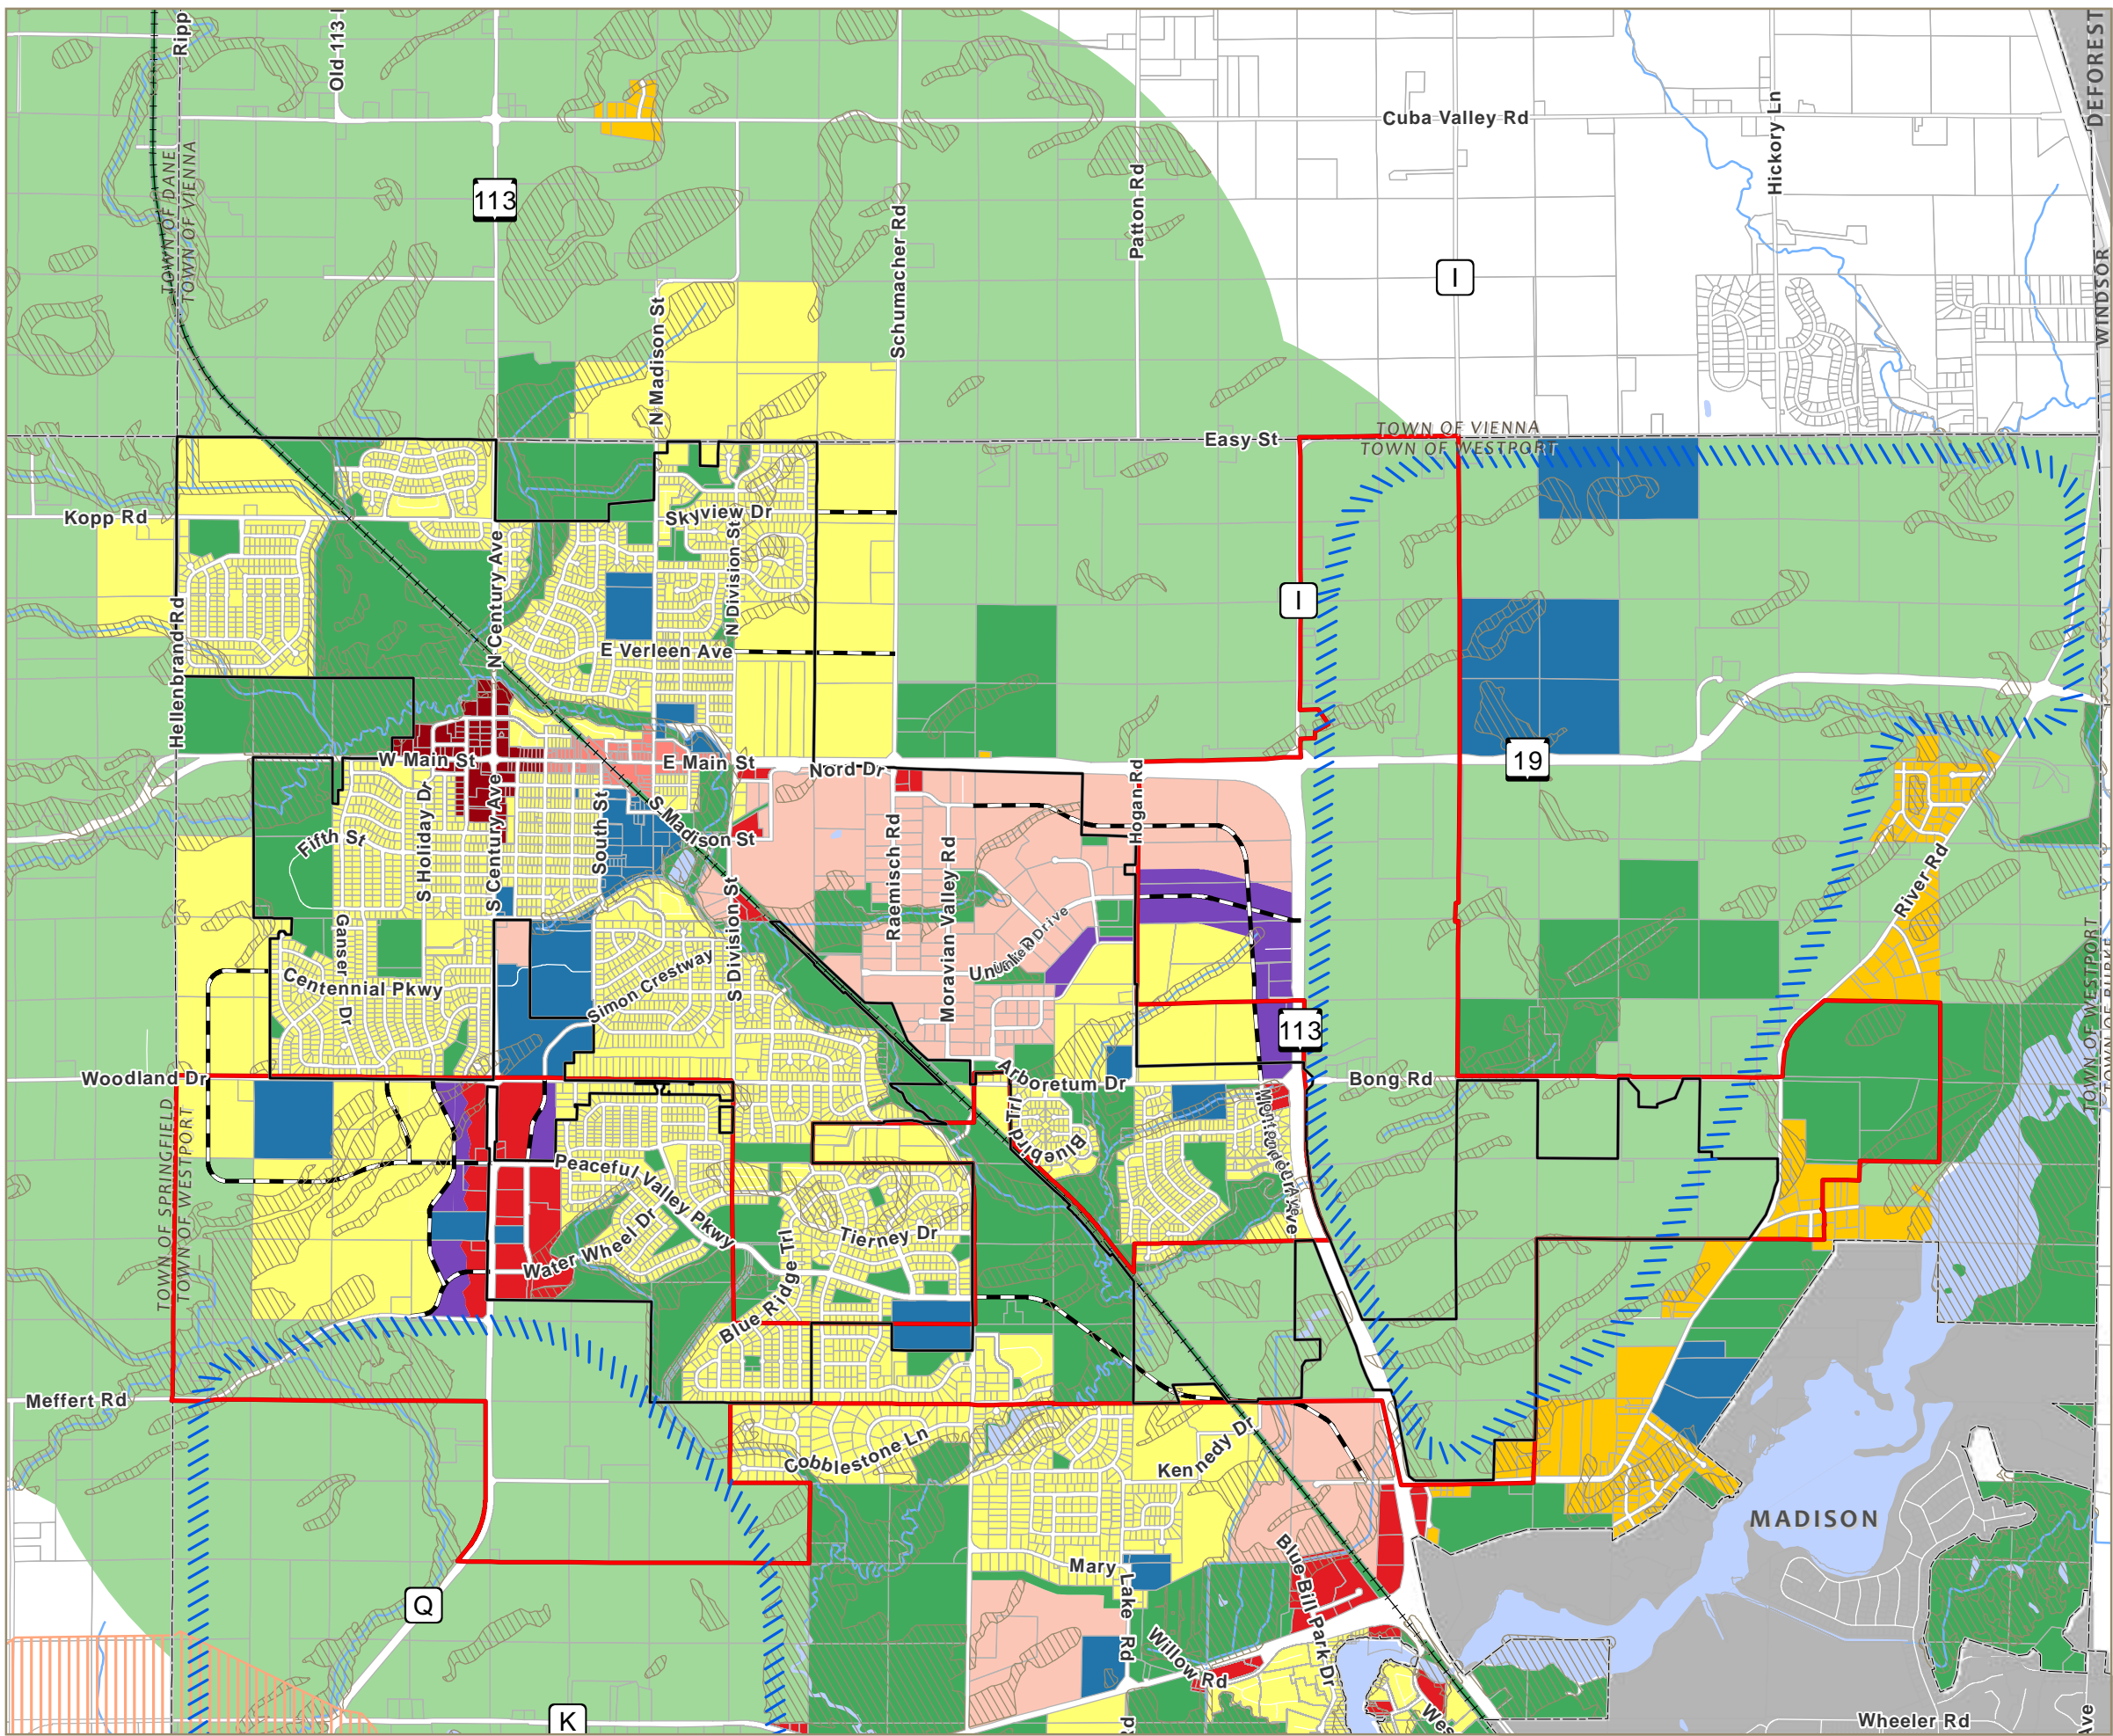 Ripp
Old 113
DEFOREST
Cuba Valley Rd
Hickory Ln
TOWN OF DANE
TOWN OF VIENNA
113
Patton Rd
Schumacher Rd
I
WINDSOR
N Madison St
Easy St
TOWN OF VIENNA
TOWN OF WESTPORT
Kopp Rd
Skyview Dr
N Century Ave
N Division St
I
Hellenbrand Rd
E Verleen Ave
W Main St
E Main St
Nord Dr
Hogan Rd
19
S Holiday Dr
S Century Ave
South St
S Madison St
Fifth St
Raemisch Rd
Moravian Valley Rd
River Rd
Ganser Dr
Centennial Pkwy
Simon Crestway
S Division St
Uniek Drive
TOWN OF WESTPORT
TOWN OF BURKE
113
Woodland Dr
Arboretum Dr
Bong Rd
TOWN OF SPRINGFIELD
TOWN OF WESTPORT
Bluebird Trl
Peaceful Valley Pkwy
Water Wheel Dr
Tierney Dr
Blue Ridge Trl
Meffert Rd
Cobblestone Ln
Kennedy Dr
MADISON
Mary Lake Rd
Blue Bill Park Dr
Q
Willow Rd
K
Wes
Wheeler Rd
Ave